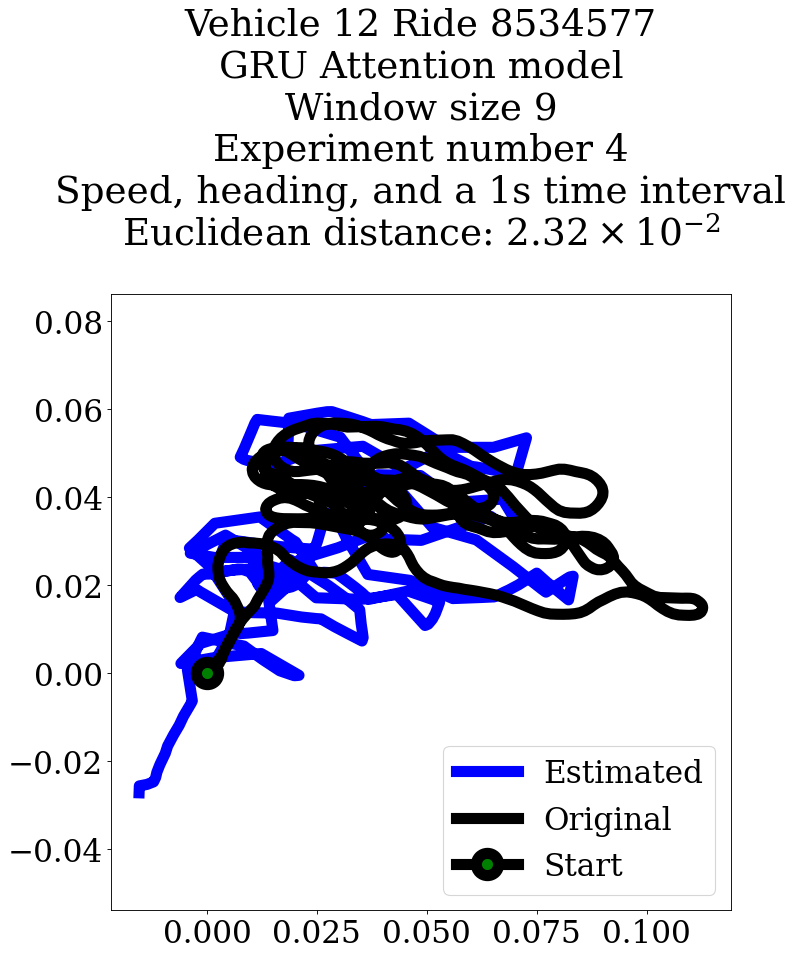 Vehicle 12 Ride 8534577
GRU Attention model
Window size 9
Experiment number 4
Speed, heading, and a 1s time interval
Euclidean distance: 2.32 × 10⁻²
0.08
0.06
0.04
0.02
0.00
−0.02
−0.04
Estimated
Original
Start
0.000 0.025 0.050 0.075 0.100